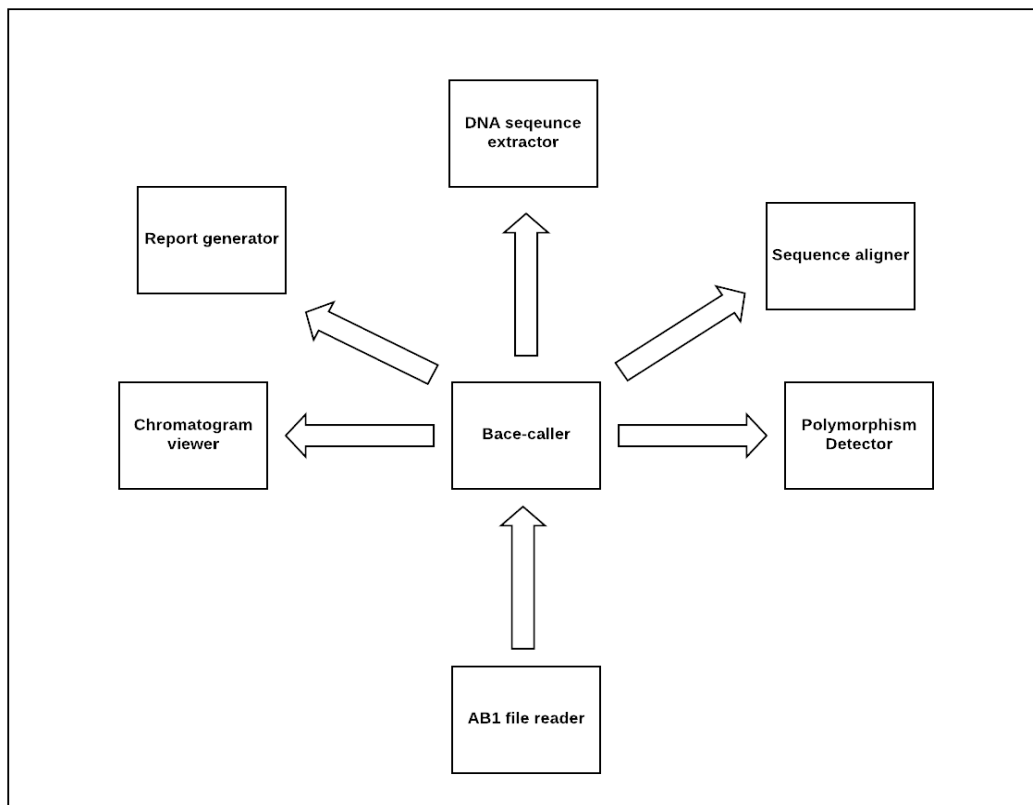 DNA seqeunce
extractor
Report generator
Sequence aligner
Chromatogram
viewer
Bace-caller
Polymorphism
Detector
AB1 file reader